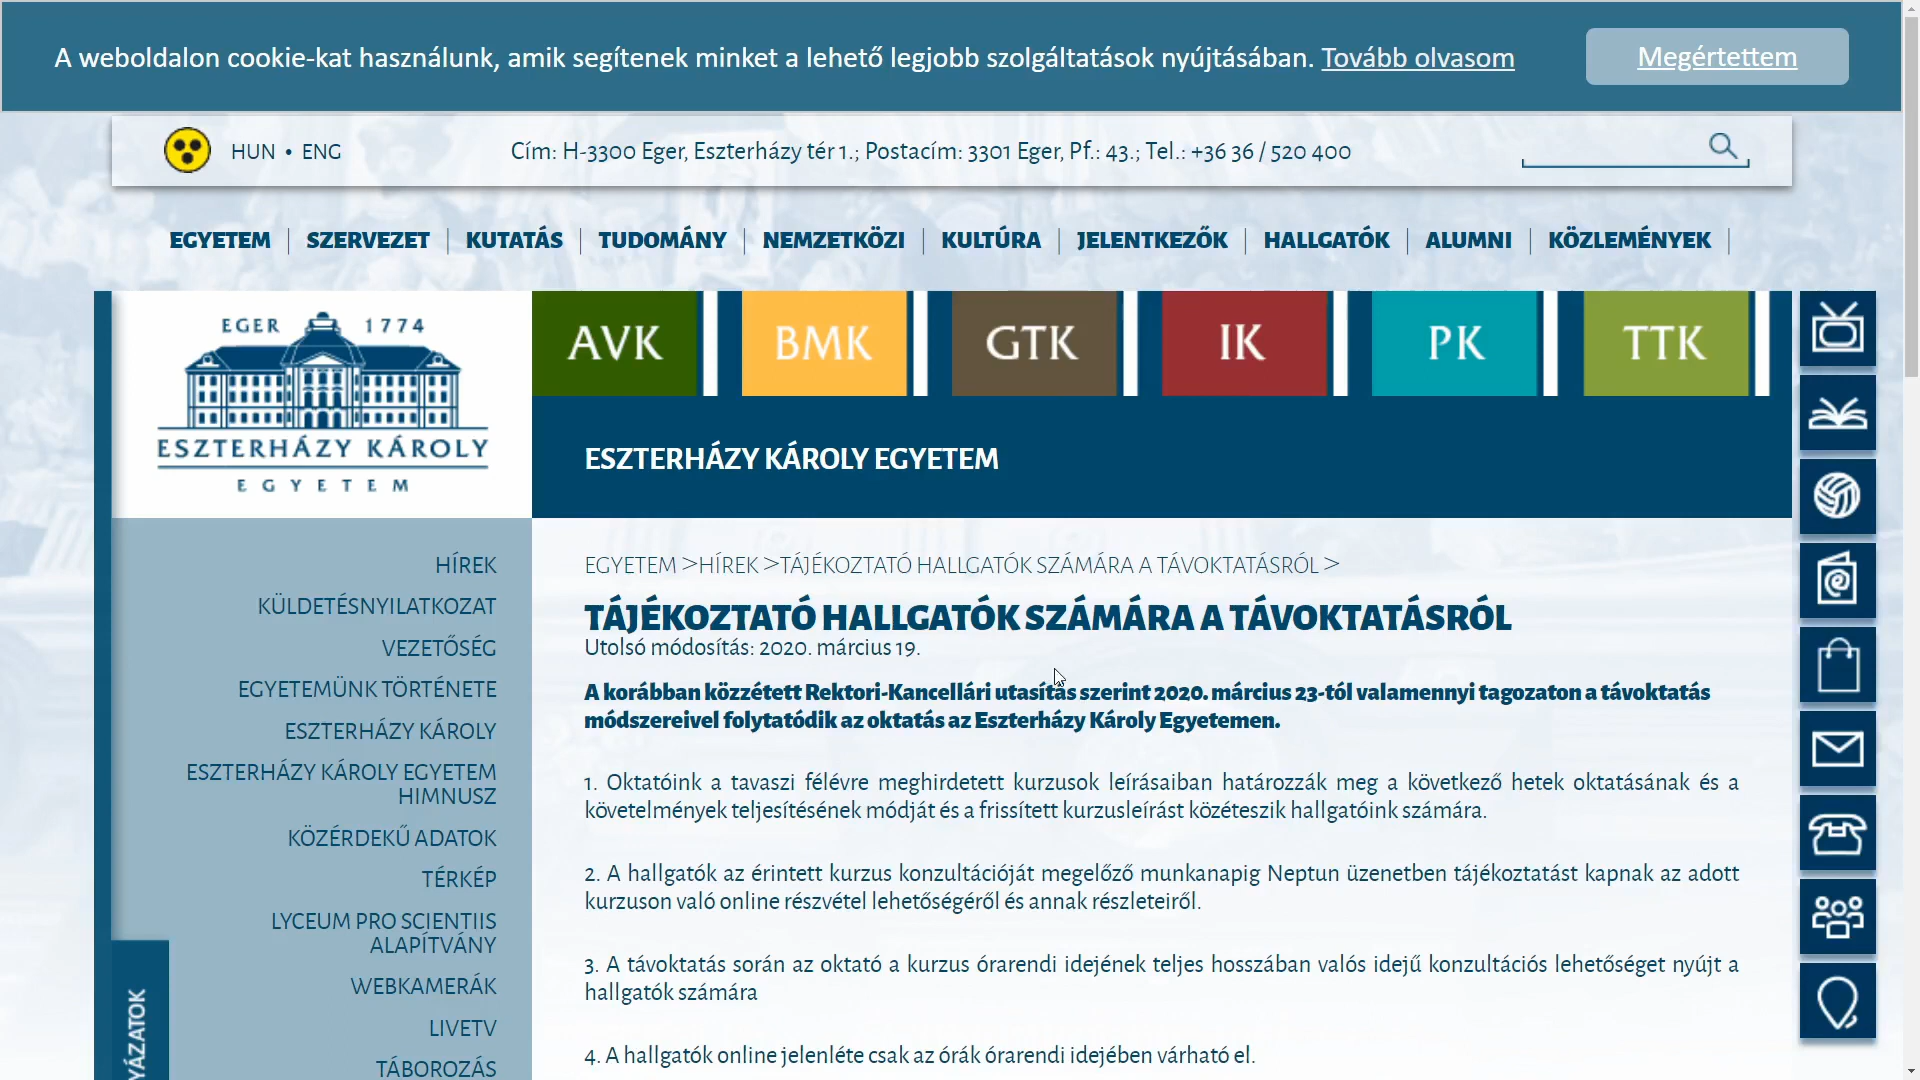 A weboldalon cookie-kat használunk, amik segítenek minket a lehető legjobb szolgáltatások nyújtásában. Tovább olvasom
Megértettem
HUN • ENG
Cím: H-3300 Eger, Eszterházy tér 1.; Postacím: 3301 Eger, Pf.: 43.; Tel.: +36 36 / 520 400
EGYETEM | SZERVEZET | KUTATÁS | TUDOMÁNY | NEMZETKÖZI | KULTÚRA | JELENTKEZŐK | HALLGATÓK | ALUMNI | KÖZLEMÉNYEK |
EGER 1774
ESZTERHÁZY KÁROLY
EGYETEM
AVK
BMK
GTK
IK
PK
TTK
ESZTERHÁZY KÁROLY EGYETEM
HÍREK
KÜLDETÉSNYILATKOZAT
VEZETŐSÉG
EGYETEMÜNK TÖRTÉNETE
ESZTERHÁZY KÁROLY
ESZTERHÁZY KÁROLY EGYETEM
HIMNUSZ
KÖZÉRDEKŰ ADATOK
TÉRKÉP
LYCEUM PRO SCIENTIIS
ALAPÍTVÁNY
WEBKAMERÁK
LIVETV
TÁBOROZÁS
YÁZATOK
EGYETEM >HÍREK >TÁJÉKOZTATÓ HALLGATÓK SZÁMÁRA A TÁVOKTATÁSRÓL >
TÁJÉKOZTATÓ HALLGATÓK SZÁMÁRA A TÁVOKTATÁSRÓL
Utolsó módosítás: 2020. március 19.
A korábban közzétett Rektori-Kancellári utasítás szerint 2020. március 23-tól valamennyi tagozaton a távoktatás
módszereivel folytatódik az oktatás az Eszterházy Károly Egyetemen.
1. Oktatóink a tavaszi félévre meghirdetett kurzusok leírásaiban határozzák meg a következő hetek oktatásának és a
követelmények teljesítésének módját és a frissített kurzusleírást közéteszik hallgatóink számára.
2. A hallgatók az érintett kurzus konzultációját megelőző munkanapig Neptun üzenetben tájékoztatást kapnak az adott
kurzuson való online részvétel lehetőségéről és annak részleteiről.
3. A távoktatás során az oktató a kurzus órarendi idejének teljes hosszában valós idejű konzultációs lehetőséget nyújt a
hallgatók számára
4. A hallgatók online jelenléte csak az órák órarendi idejében várható el.